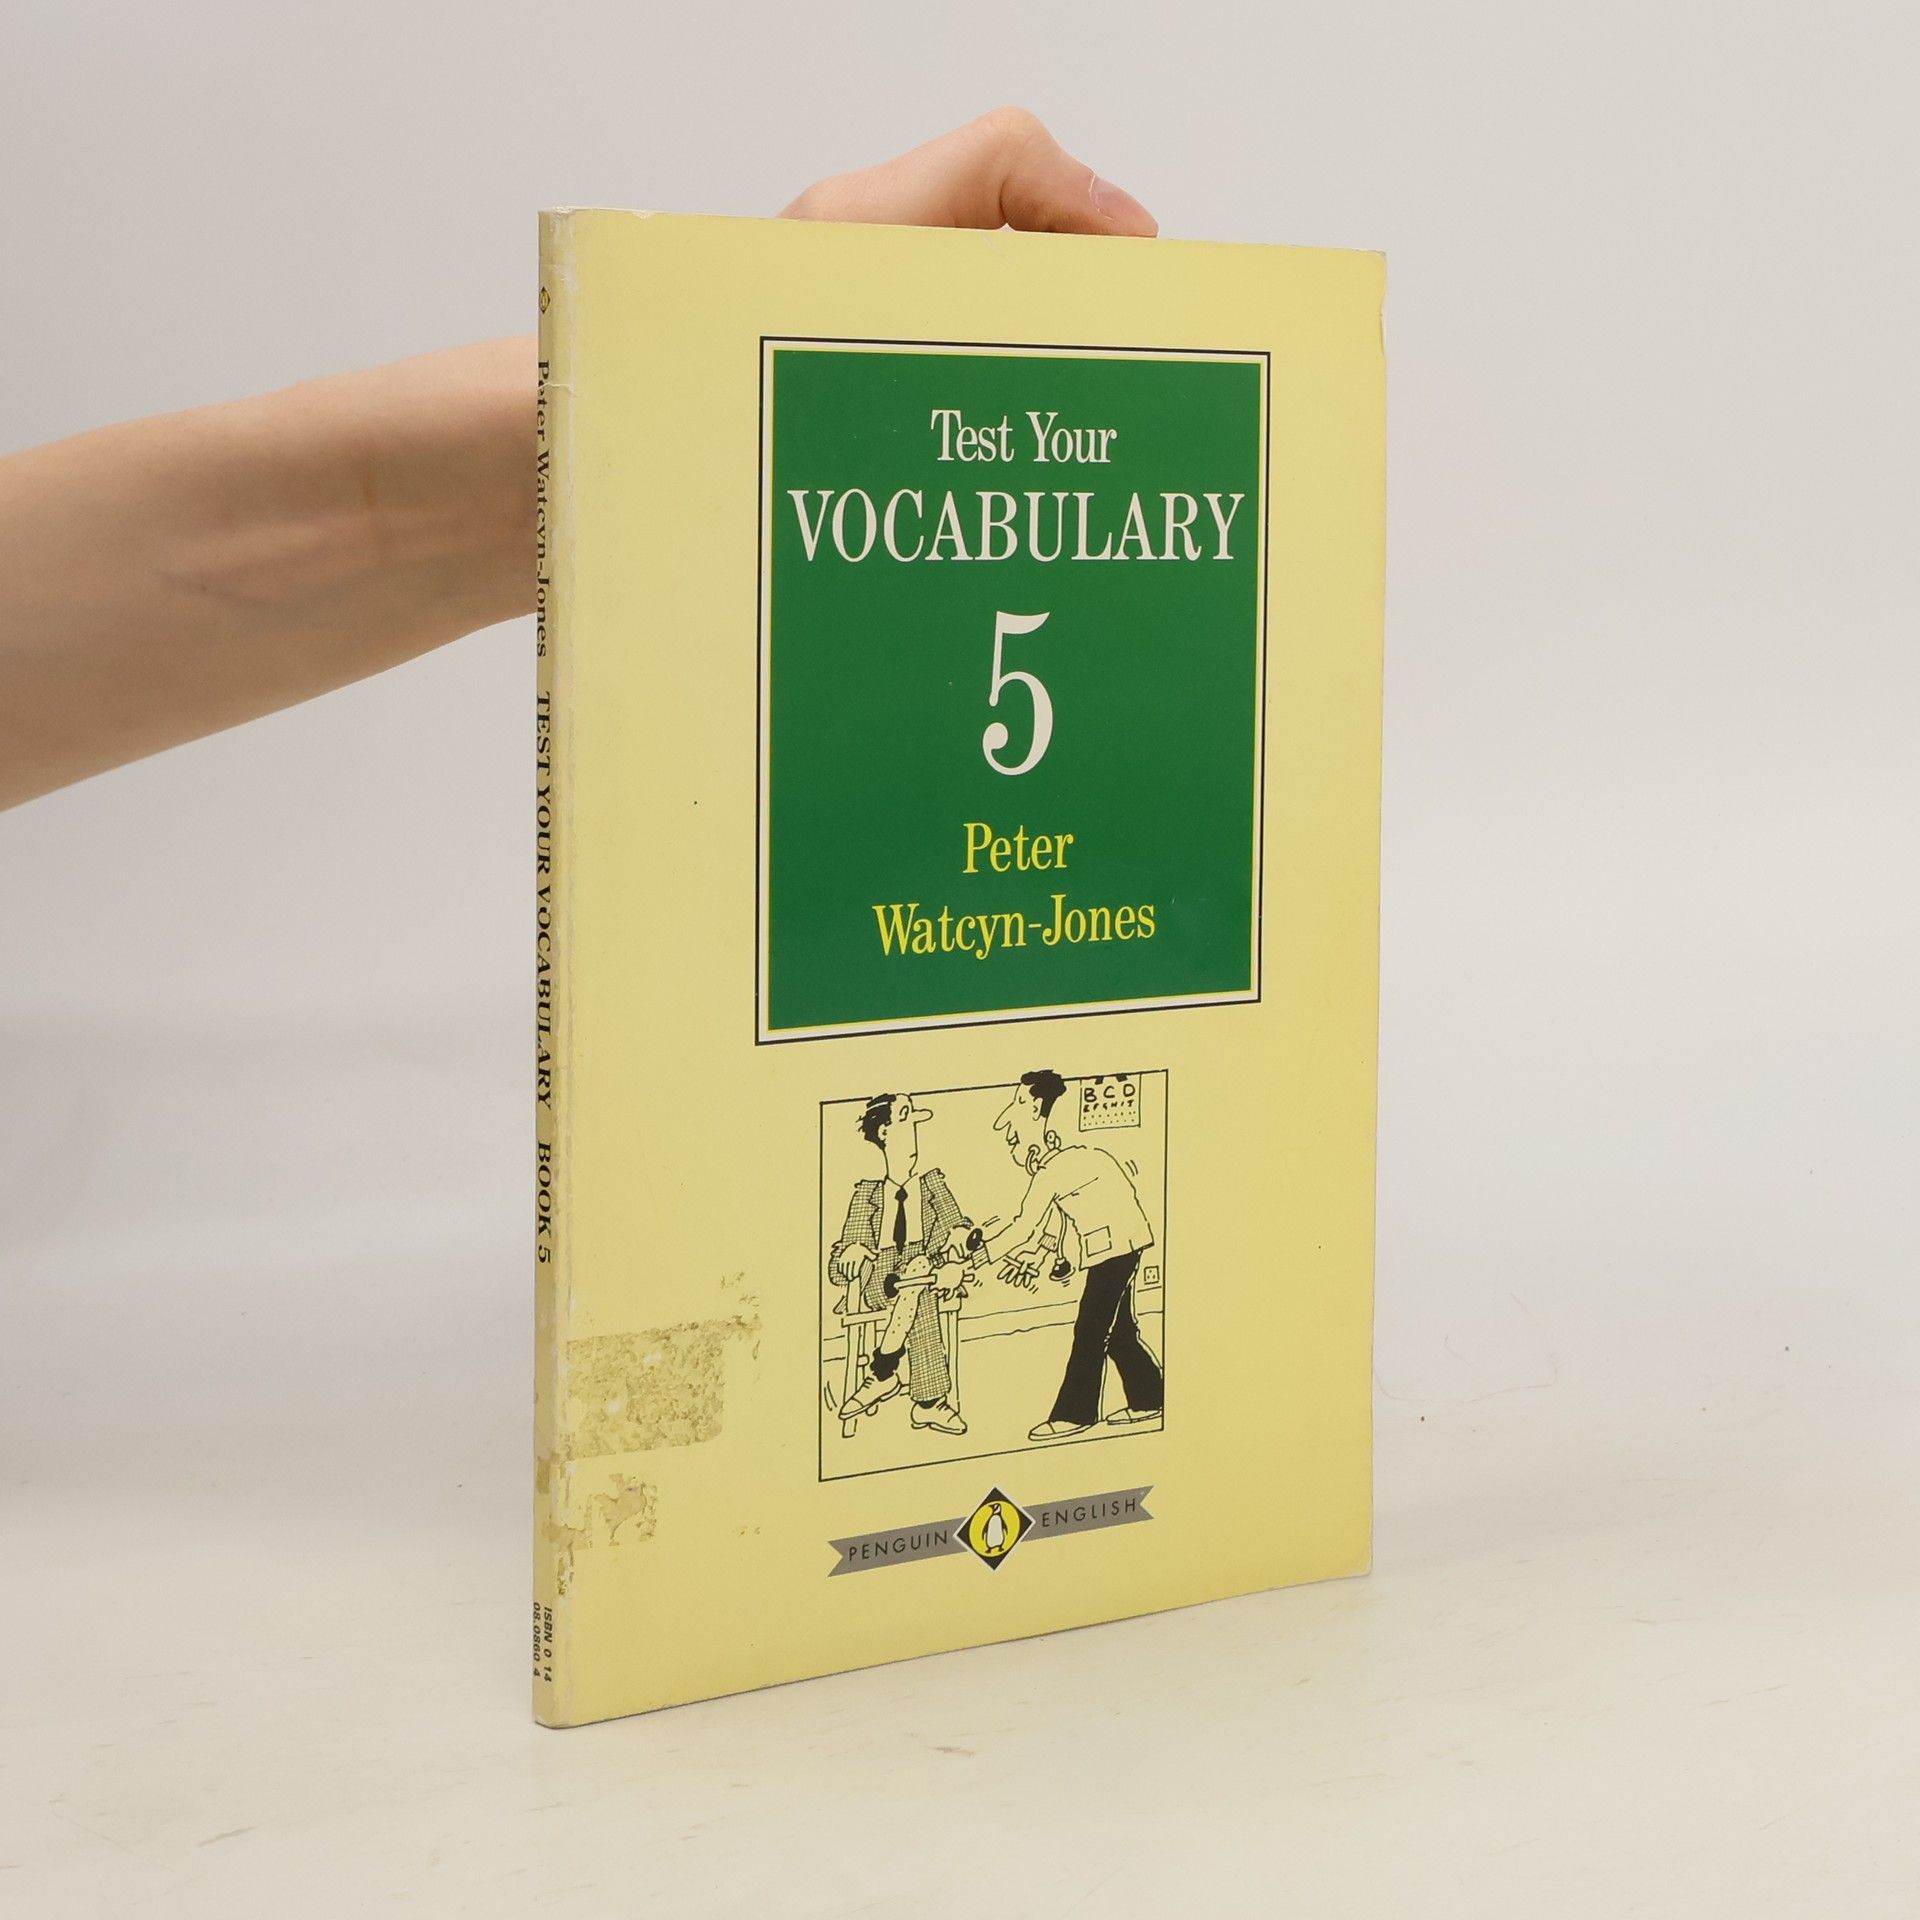 Peter Watcyn-Jones TEST YOUR VOCABULARY BOOK 5
ISBN 0 14
08.0860 4
Test Your
VOCABULARY
5
Peter
Watcyn-Jones
B C D
E F G H I J
PENGUIN ENGLISH